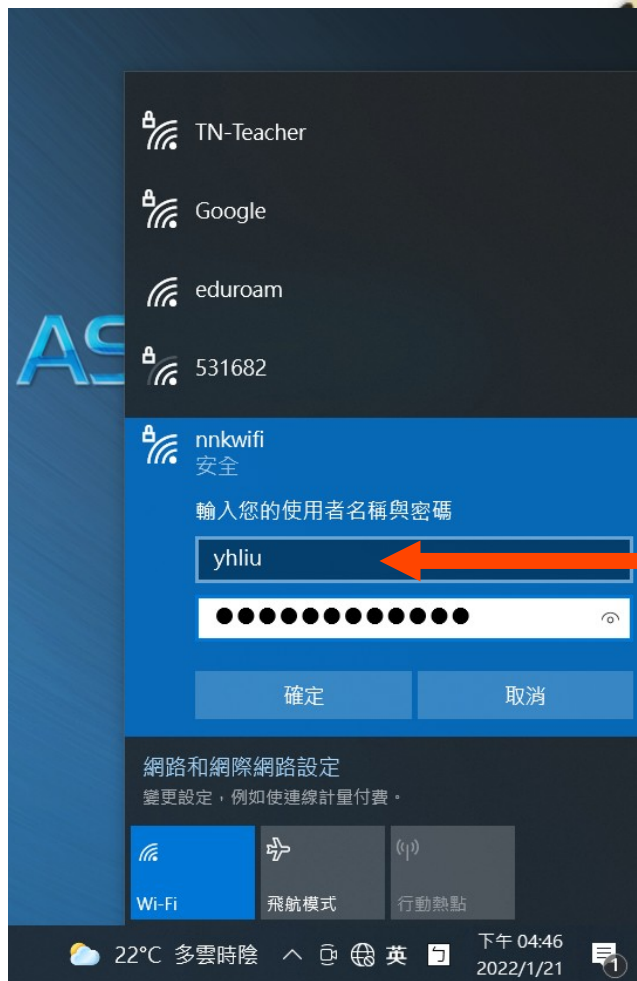 TN-Teacher
Google
eduroam
AS
531682
nnkwifi
安全
輸入您的使用者名稱與密碼
yhliu
●●●●●●●●●●●●
確定
取消
網路和網際網路設定
變更設定，例如使連線計量付費。
Wi-Fi
飛航模式
行動熱點
22°C 多雲時陰
英
ㄅ
下午 04:46
2022/1/21
1